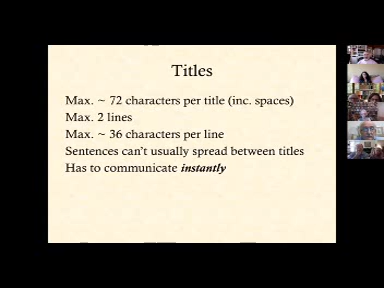 Titles
Max. ~ 72 characters per title (inc. spaces)
Max. 2 lines
Max. ~ 36 characters per line
Sentences can't usually spread between titles
Has to communicate instantly